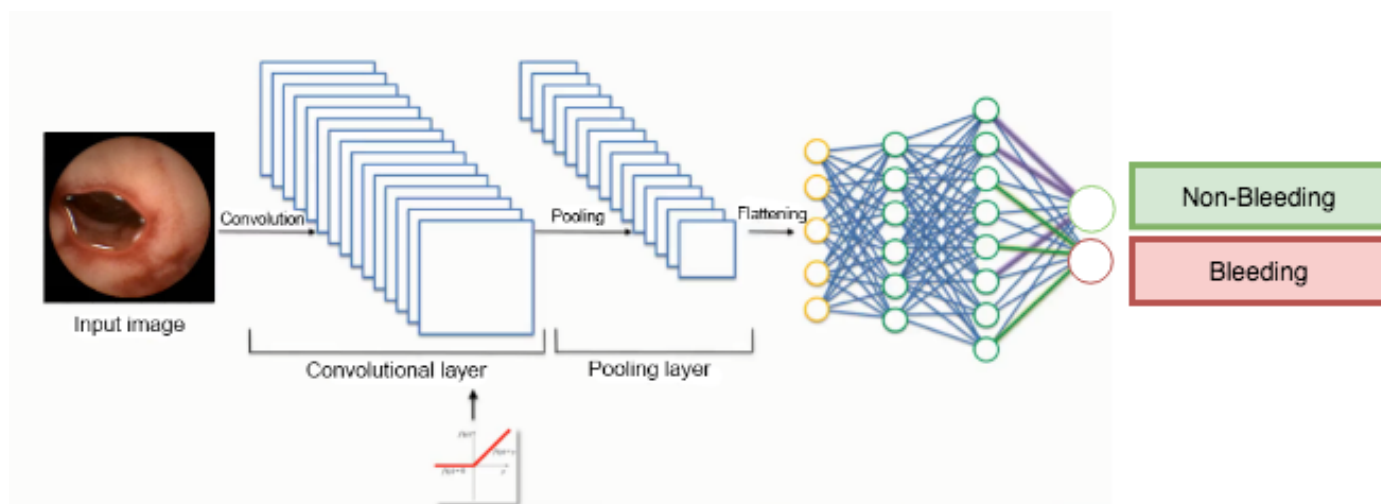 Input image
Convolution
Convolutional layer
Pooling
Pooling layer
Flattening
Non-Bleeding
Bleeding